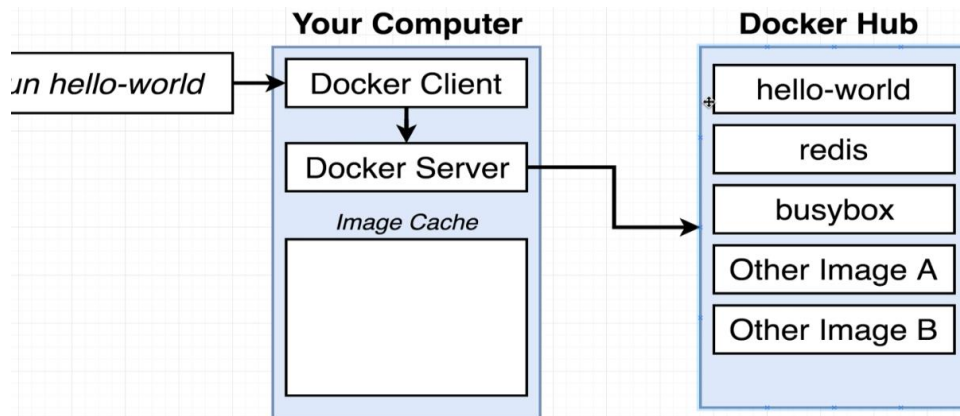 Your Computer
Docker Hub
un hello-world
Docker Client
Docker Server
Image Cache
hello-world
redis
busybox
Other Image A
Other Image B